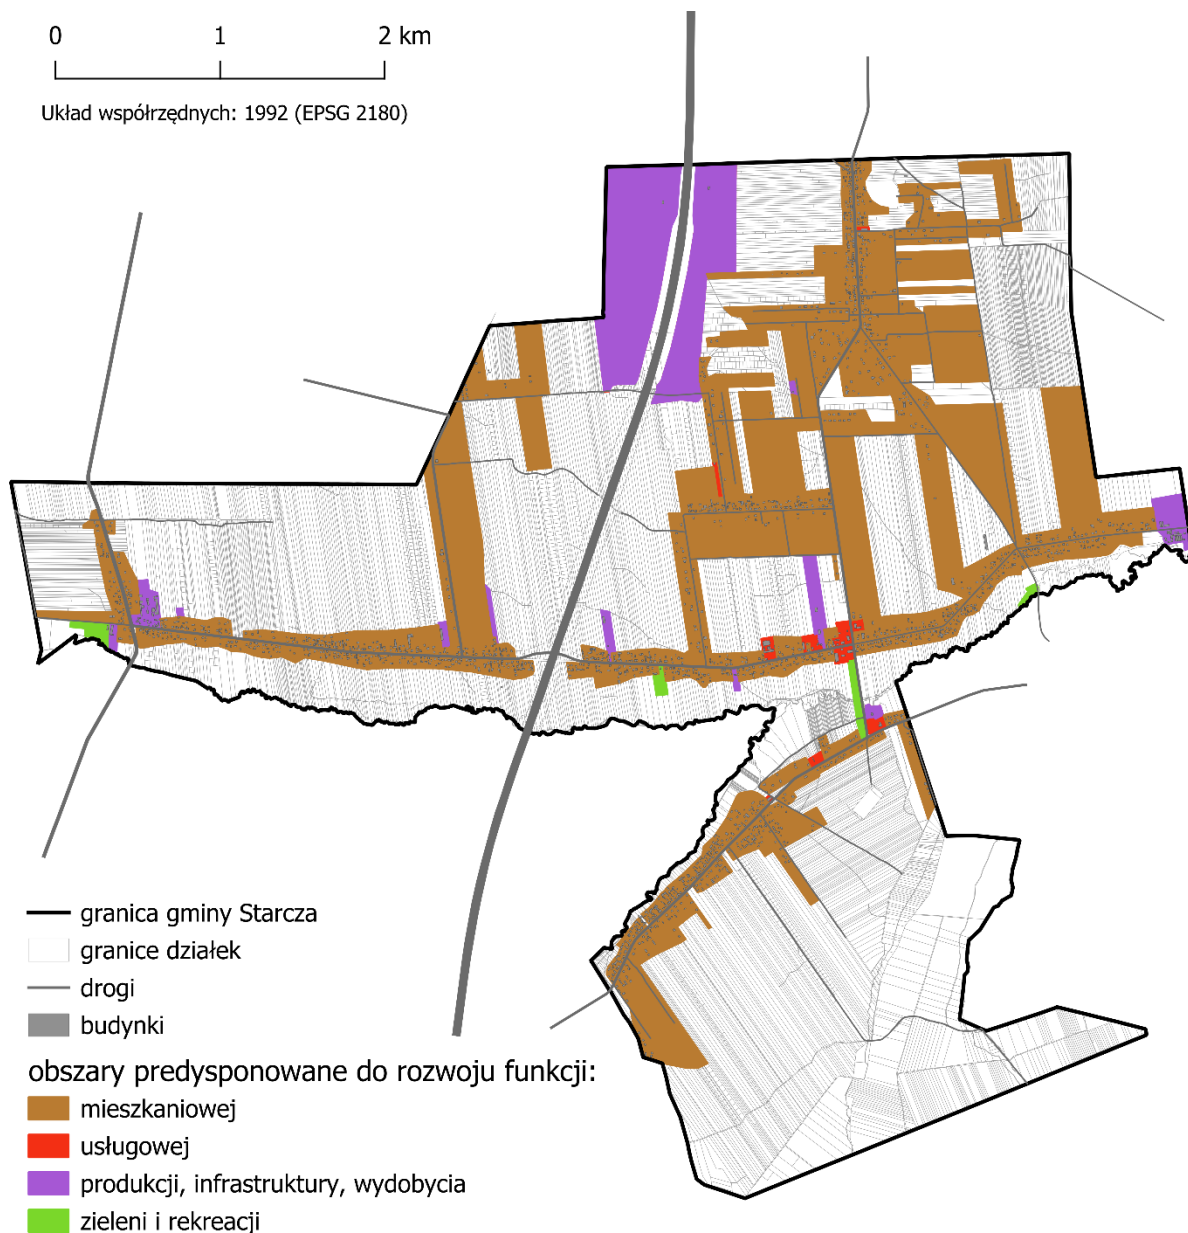 0 1 2 km
Układ współrzędnych: 1992 (EPSG 2180)
granica gminy Starcza
granice działek
drogi
budynki
obszary predysponowane do rozwoju funkcji:
mieszkaniowej
usługowej
produkcji, infrastruktury, wydobycia
zieleni i rekreacji